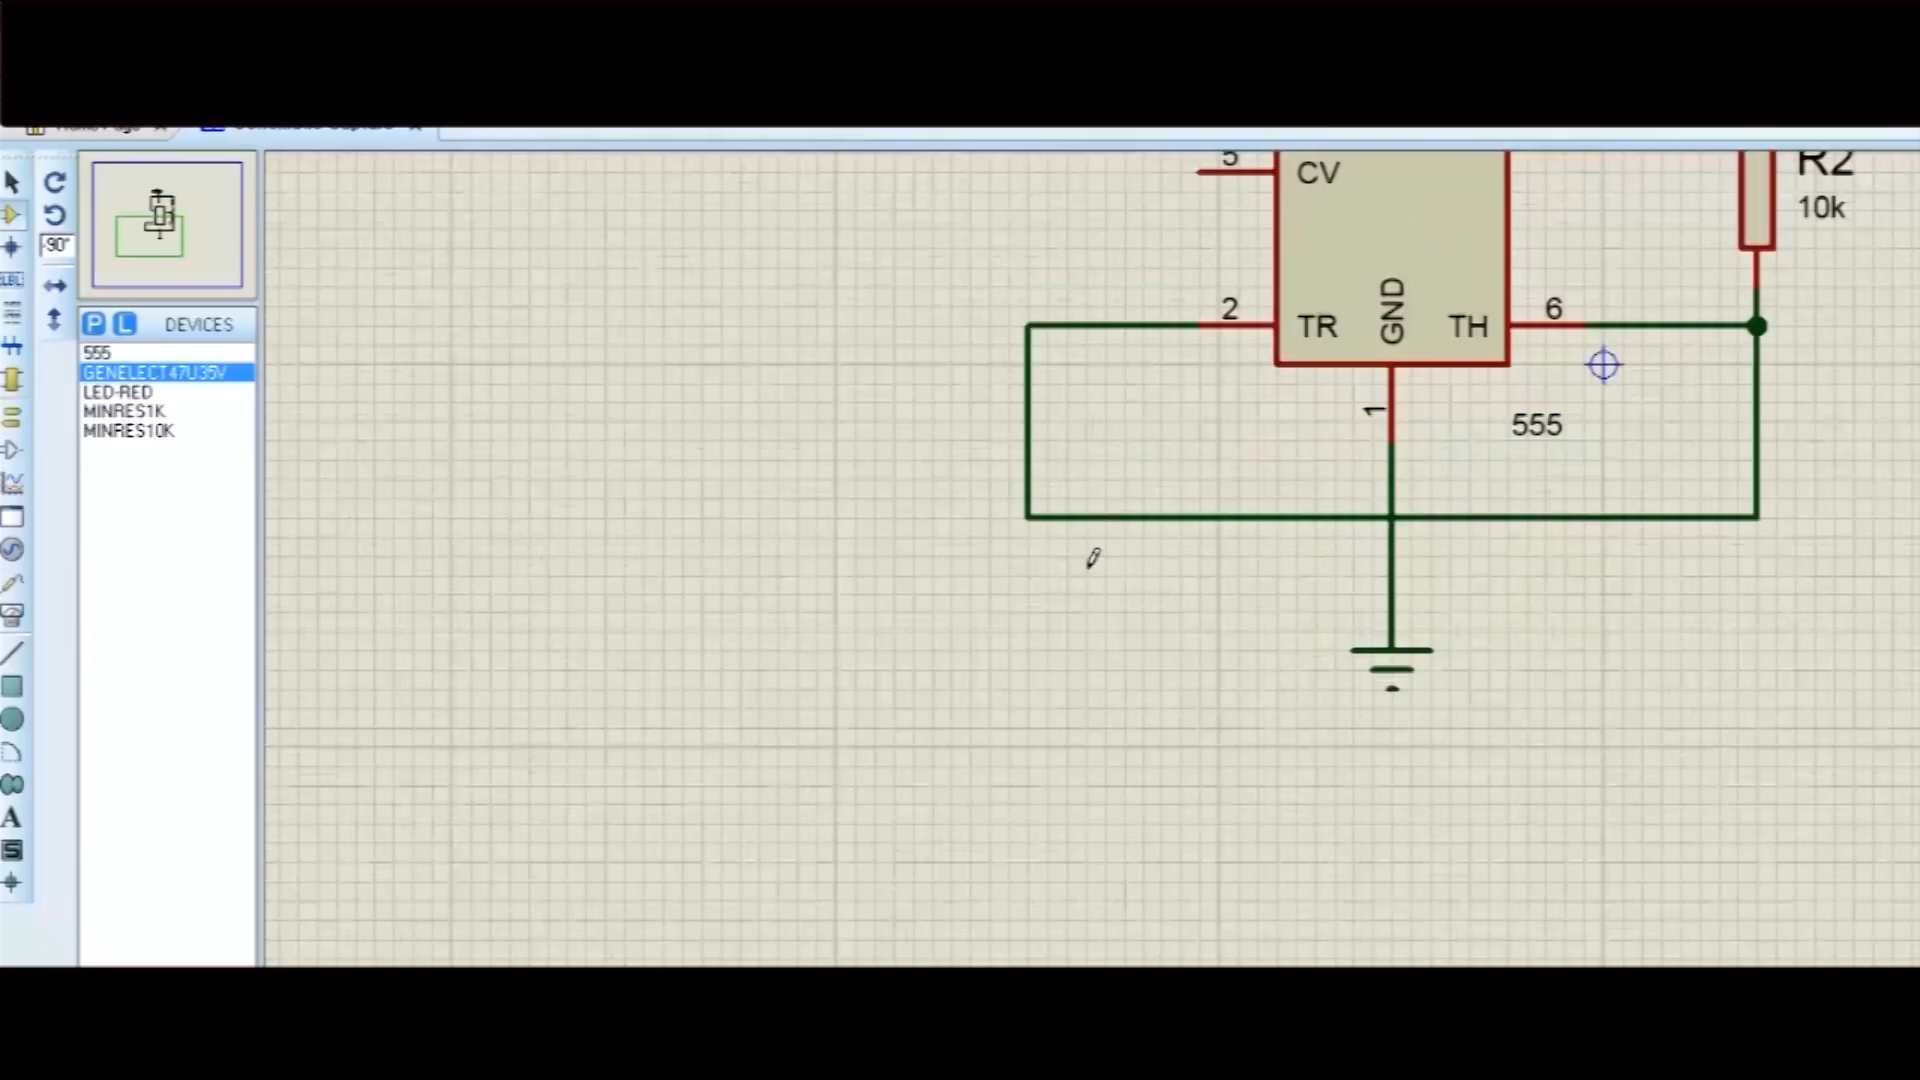 5
CV
R2
10k
-90°
LBL
2
TR
GND
TH
6
1
555
P L DEVICES
555
GENELECT47U35V
LED-RED
MINRES1K
MINRES10K
A
S